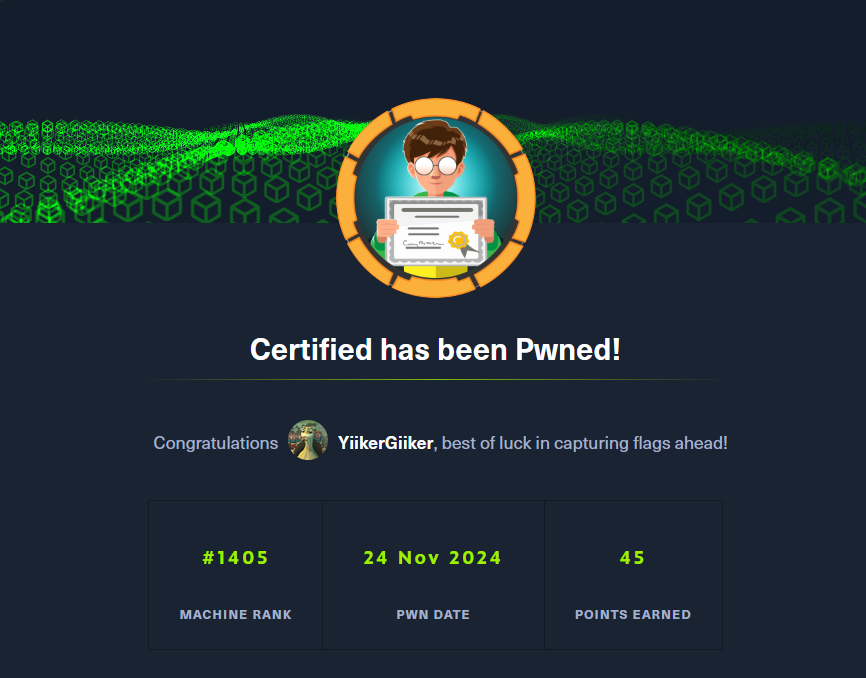 Certified has been Pwned!
Congratulations YiikerGiiker, best of luck in capturing flags ahead!
#1405 24 Nov 2024 45
MACHINE RANK PWN DATE POINTS EARNED